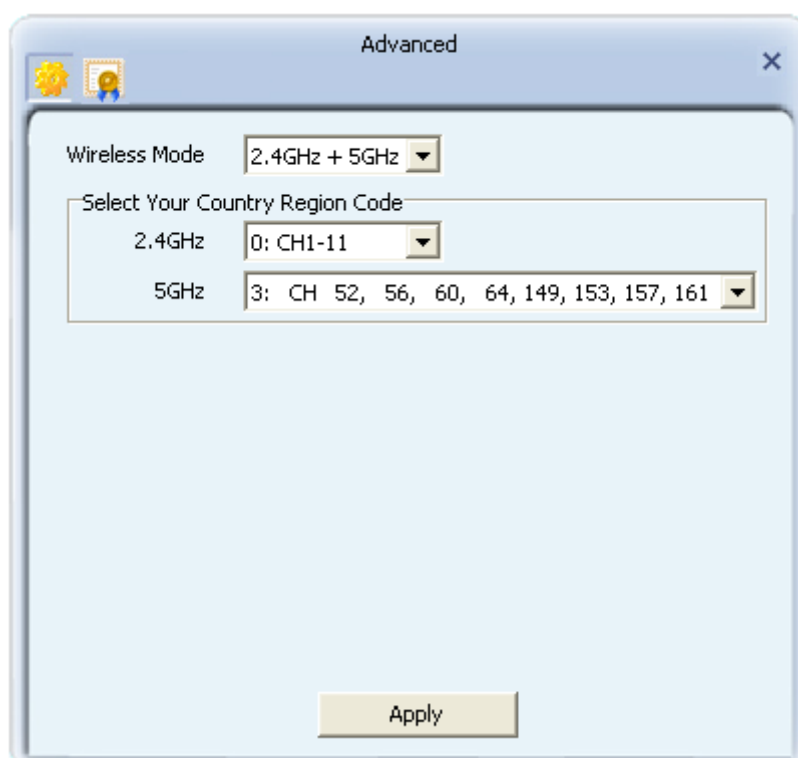 Advanced
Wireless Mode 2.4GHz + 5GHz
Select Your Country Region Code
2.4GHz 0: CH1-11
5GHz 3: CH 52, 56, 60, 64, 149, 153, 157, 161
Apply